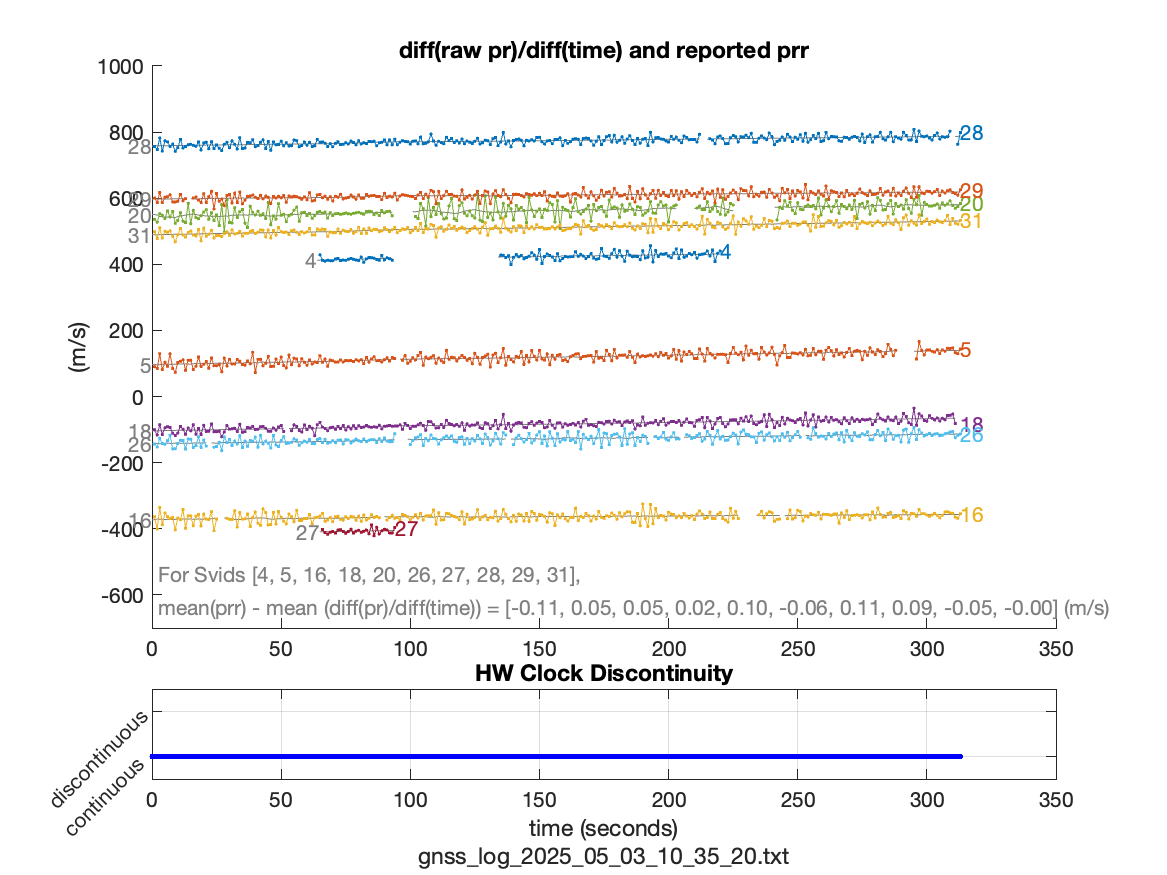 diff(raw pr)/diff(time) and reported prr
1000
800
600
400
200
0
-200
-400
-600
(m/s)
28
29
20
31
4
5
18
26
16
27
28
29
20
31
4
5
18
26
16
27
For Svids [4, 5, 16, 18, 20, 26, 27, 28, 29, 31],
mean(prr) - mean (diff(pr)/diff(time)) = [-0.11, 0.05, 0.05, 0.02, 0.10, -0.06, 0.11, 0.09, -0.05, -0.00] (m/s)
0 50 100 150 200 250 300 350
HW Clock Discontinuity
discontinuous
continuous
0 50 100 150 200 250 300 350
time (seconds)
gnss_log_2025_05_03_10_35_20.txt